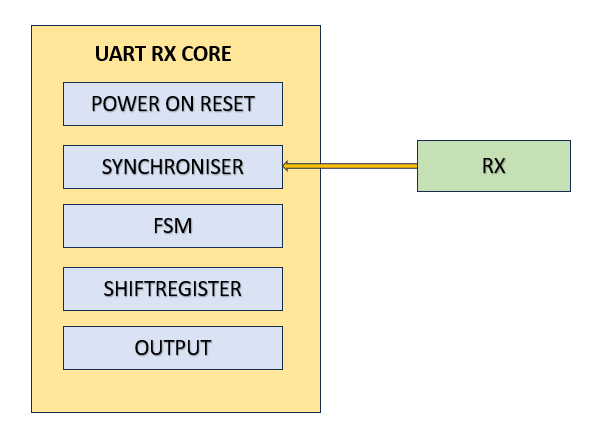 UART RX CORE
POWER ON RESET
SYNCHRONISER
RX
FSM
SHIFTREGISTER
OUTPUT